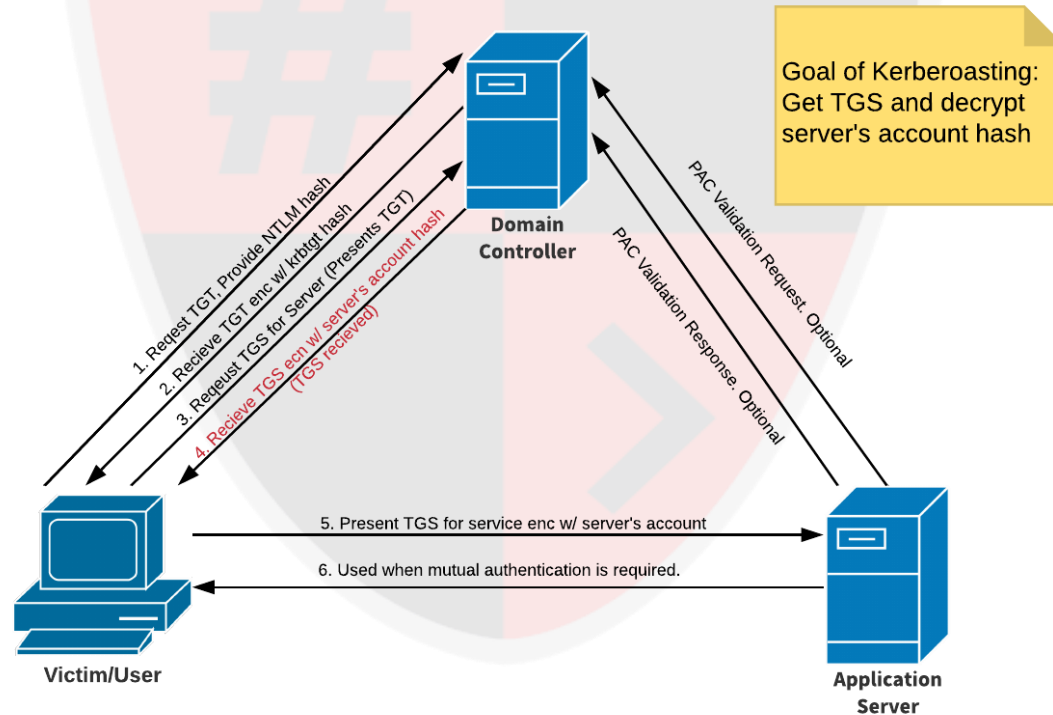 Goal of Kerberoasting:
Get TGS and decrypt
server's account hash
Domain
Controller
1. Reqest TGT, Provide NTLM hash
2. Recieve TGT enc w/ krbtgt hash
3. Reqeust TGS for Server (Presents TGT)
4. Recieve TGS ecn w/ server's account hash
(TGS recieved)
PAC Validation Request. Optional
PAC Validation Response. Optional
5. Present TGS for service enc w/ server's account
6. Used when mutual authentication is required.
Victim/User
Application
Server